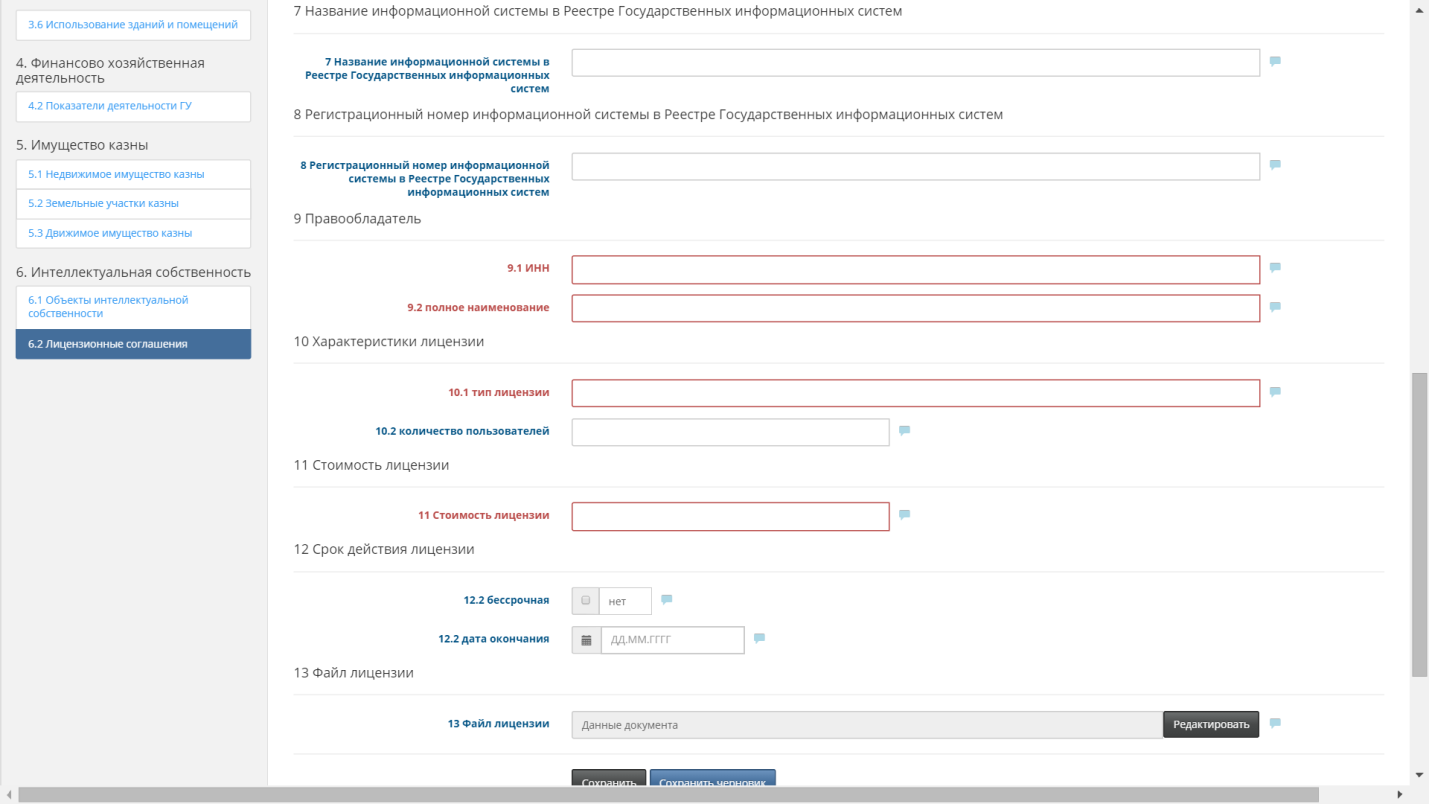 3.6 Использование зданий и помещений
4. Финансово хозяйственная
деятельность
4.2 Показатели деятельности ГУ
5. Имущество казны
5.1 Недвижимое имущество казны
5.2 Земельные участки казны
5.3 Движимое имущество казны
6. Интеллектуальная собственность
6.1 Объекты интеллектуальной
собственности
6.2 Лицензионные соглашения
7 Название информационной системы в Реестре Государственных информационных систем
7 Название информационной системы в
Реестре Государственных информационных
систем
8 Регистрационный номер информационной системы в Реестре Государственных информационных систем
8 Регистрационный номер информационной
системы в Реестре Государственных
информационных систем
9 Правообладатель
9.1 ИНН
9.2 полное наименование
10 Характеристики лицензии
10.1 тип лицензии
10.2 количество пользователей
11 Стоимость лицензии
11 Стоимость лицензии
12 Срок действия лицензии
12.2 бессрочная
нет
12.2 дата окончания
ДД.ММ.ГГГГ
13 Файл лицензии
13 Файл лицензии
Данные документа
Редактировать
Сохранить
Сохранить черновик